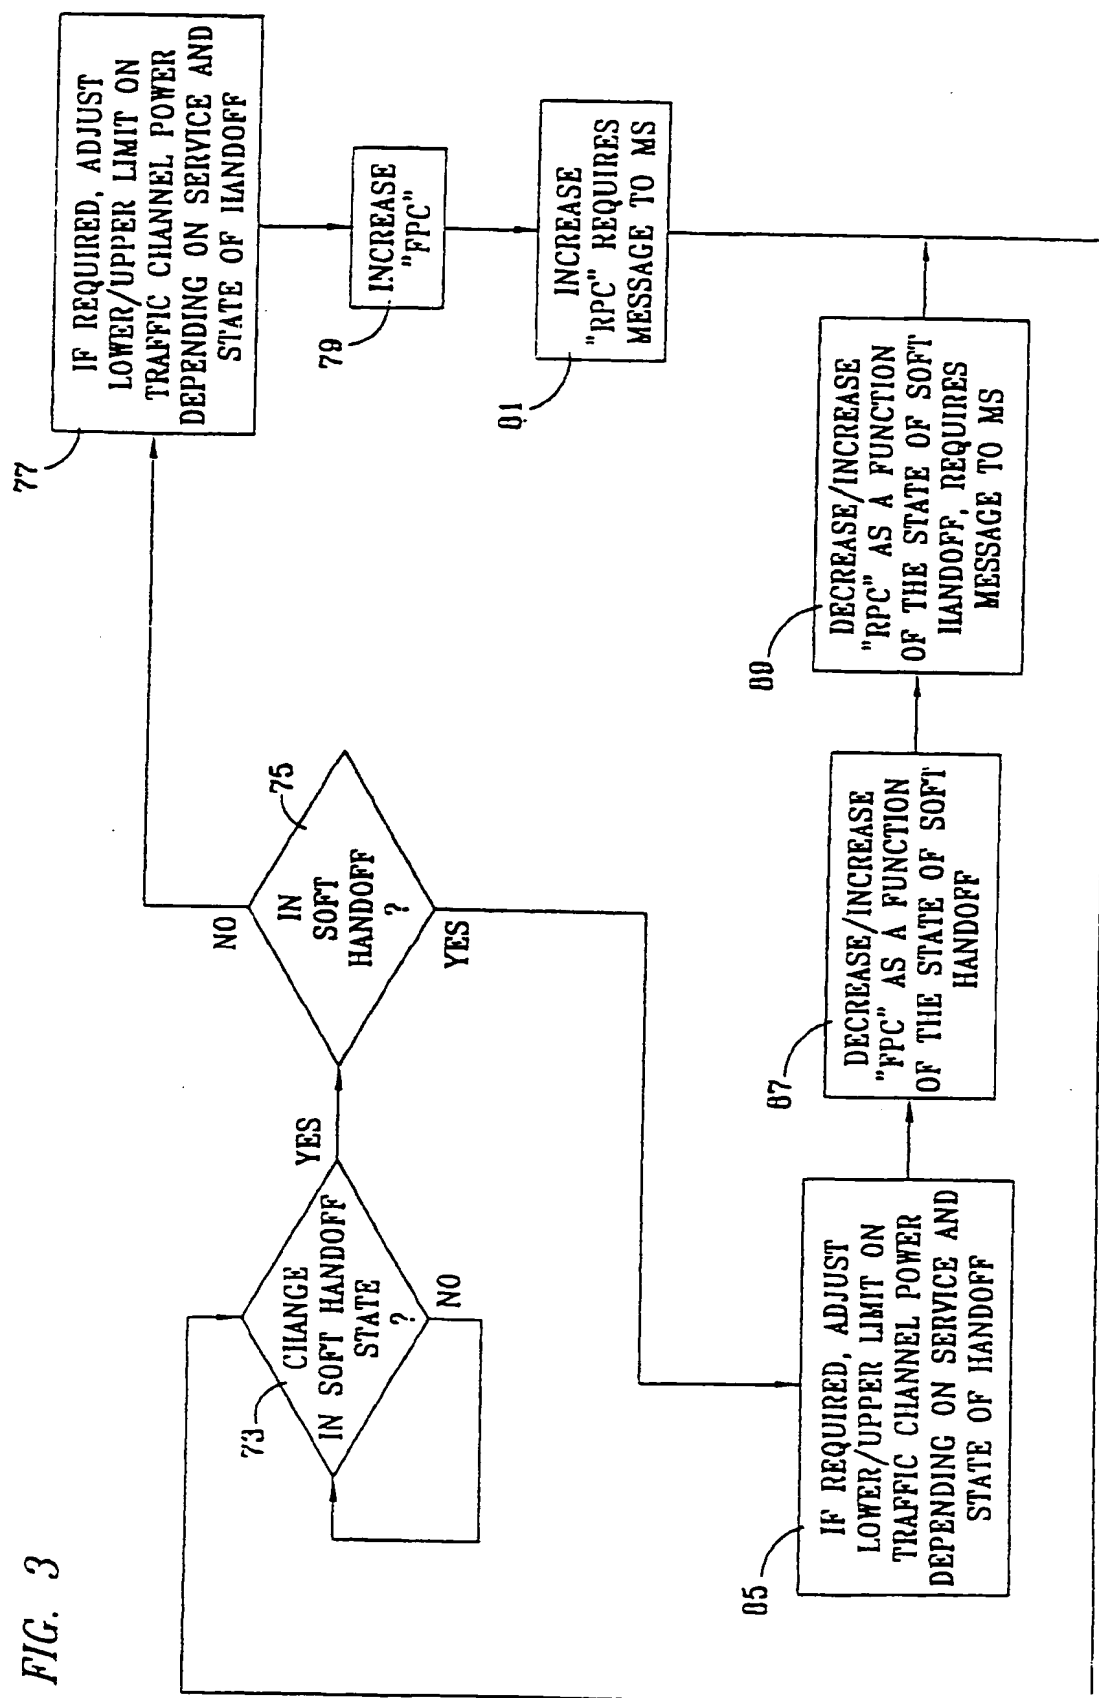 FIG. 3
73
CHANGE
IN SOFT HANDOFF
STATE
?
YES
NO
75
IN
SOFT
HANDOFF
?
NO
YES
77
IF REQUIRED, ADJUST
LOWER/UPPER LIMIT ON
TRAFFIC CHANNEL POWER
DEPENDING ON SERVICE AND
STATE OF HANDOFF
79
INCREASE
"FPC"
81
INCREASE
"RPC" REQUIRES
MESSAGE TO MS
85
IF REQUIRED, ADJUST
LOWER/UPPER LIMIT ON
TRAFFIC CHANNEL POWER
DEPENDING ON SERVICE AND
STATE OF HANDOFF
87
DECREASE/INCREASE
"FPC" AS A FUNCTION
OF THE STATE OF SOFT
HANDOFF
89
DECREASE/INCREASE
"RPC" AS A FUNCTION
OF THE STATE OF SOFT
HANDOFF, REQUIRES
MESSAGE TO MS